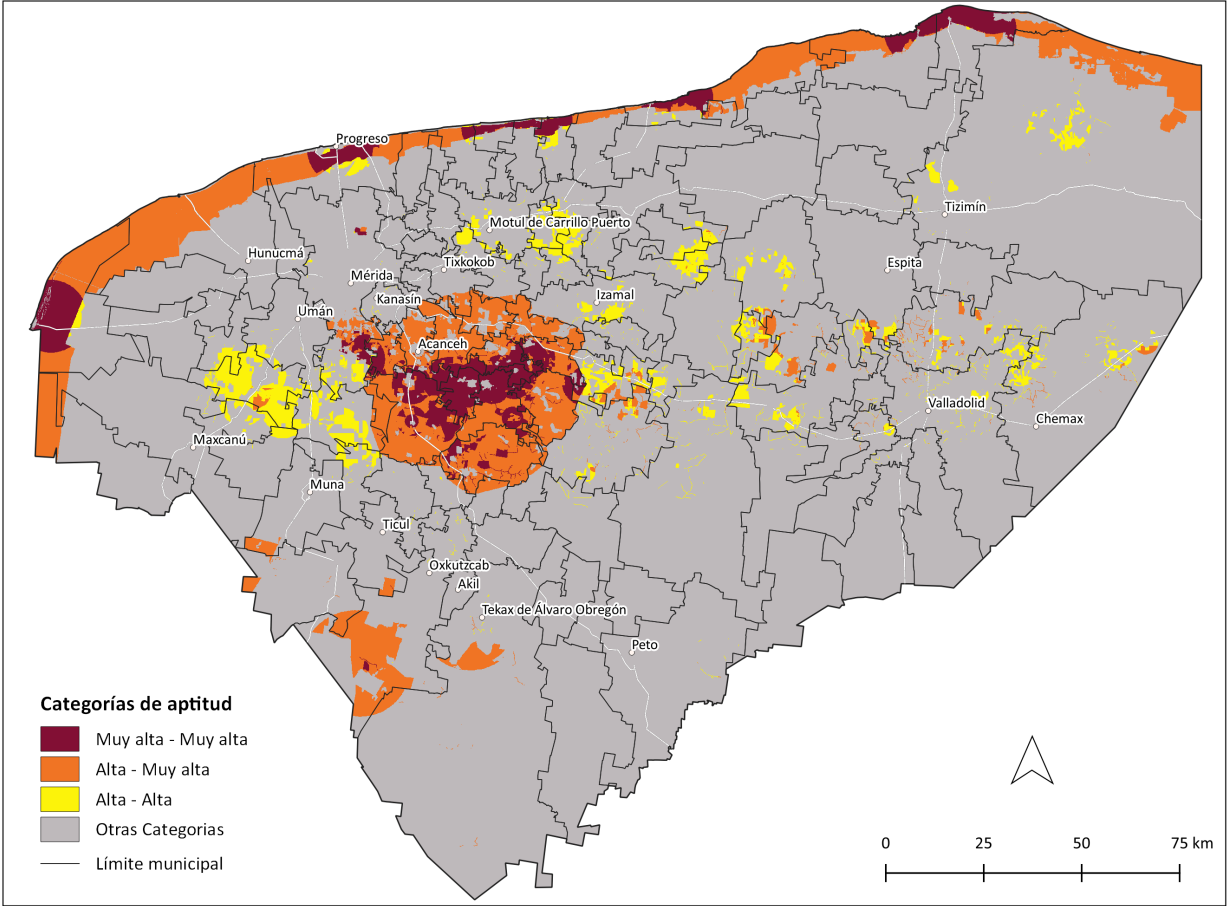 Progreso
Tizimín
Motul de Carrillo Puerto
Hunucmá
Tixkokob
Espita
Mérida
Kanasín
Izamal
Umán
Acanceh
Valladolid
Chemax
Maxcanú
Muna
Ticul
Oxkutzcab
Akil
Tekax de Álvaro Obregón
Peto
Categorías de aptitud
Muy alta - Muy alta
Alta - Muy alta
Alta - Alta
Otras Categorias
Límite municipal
0 25 50 75 km